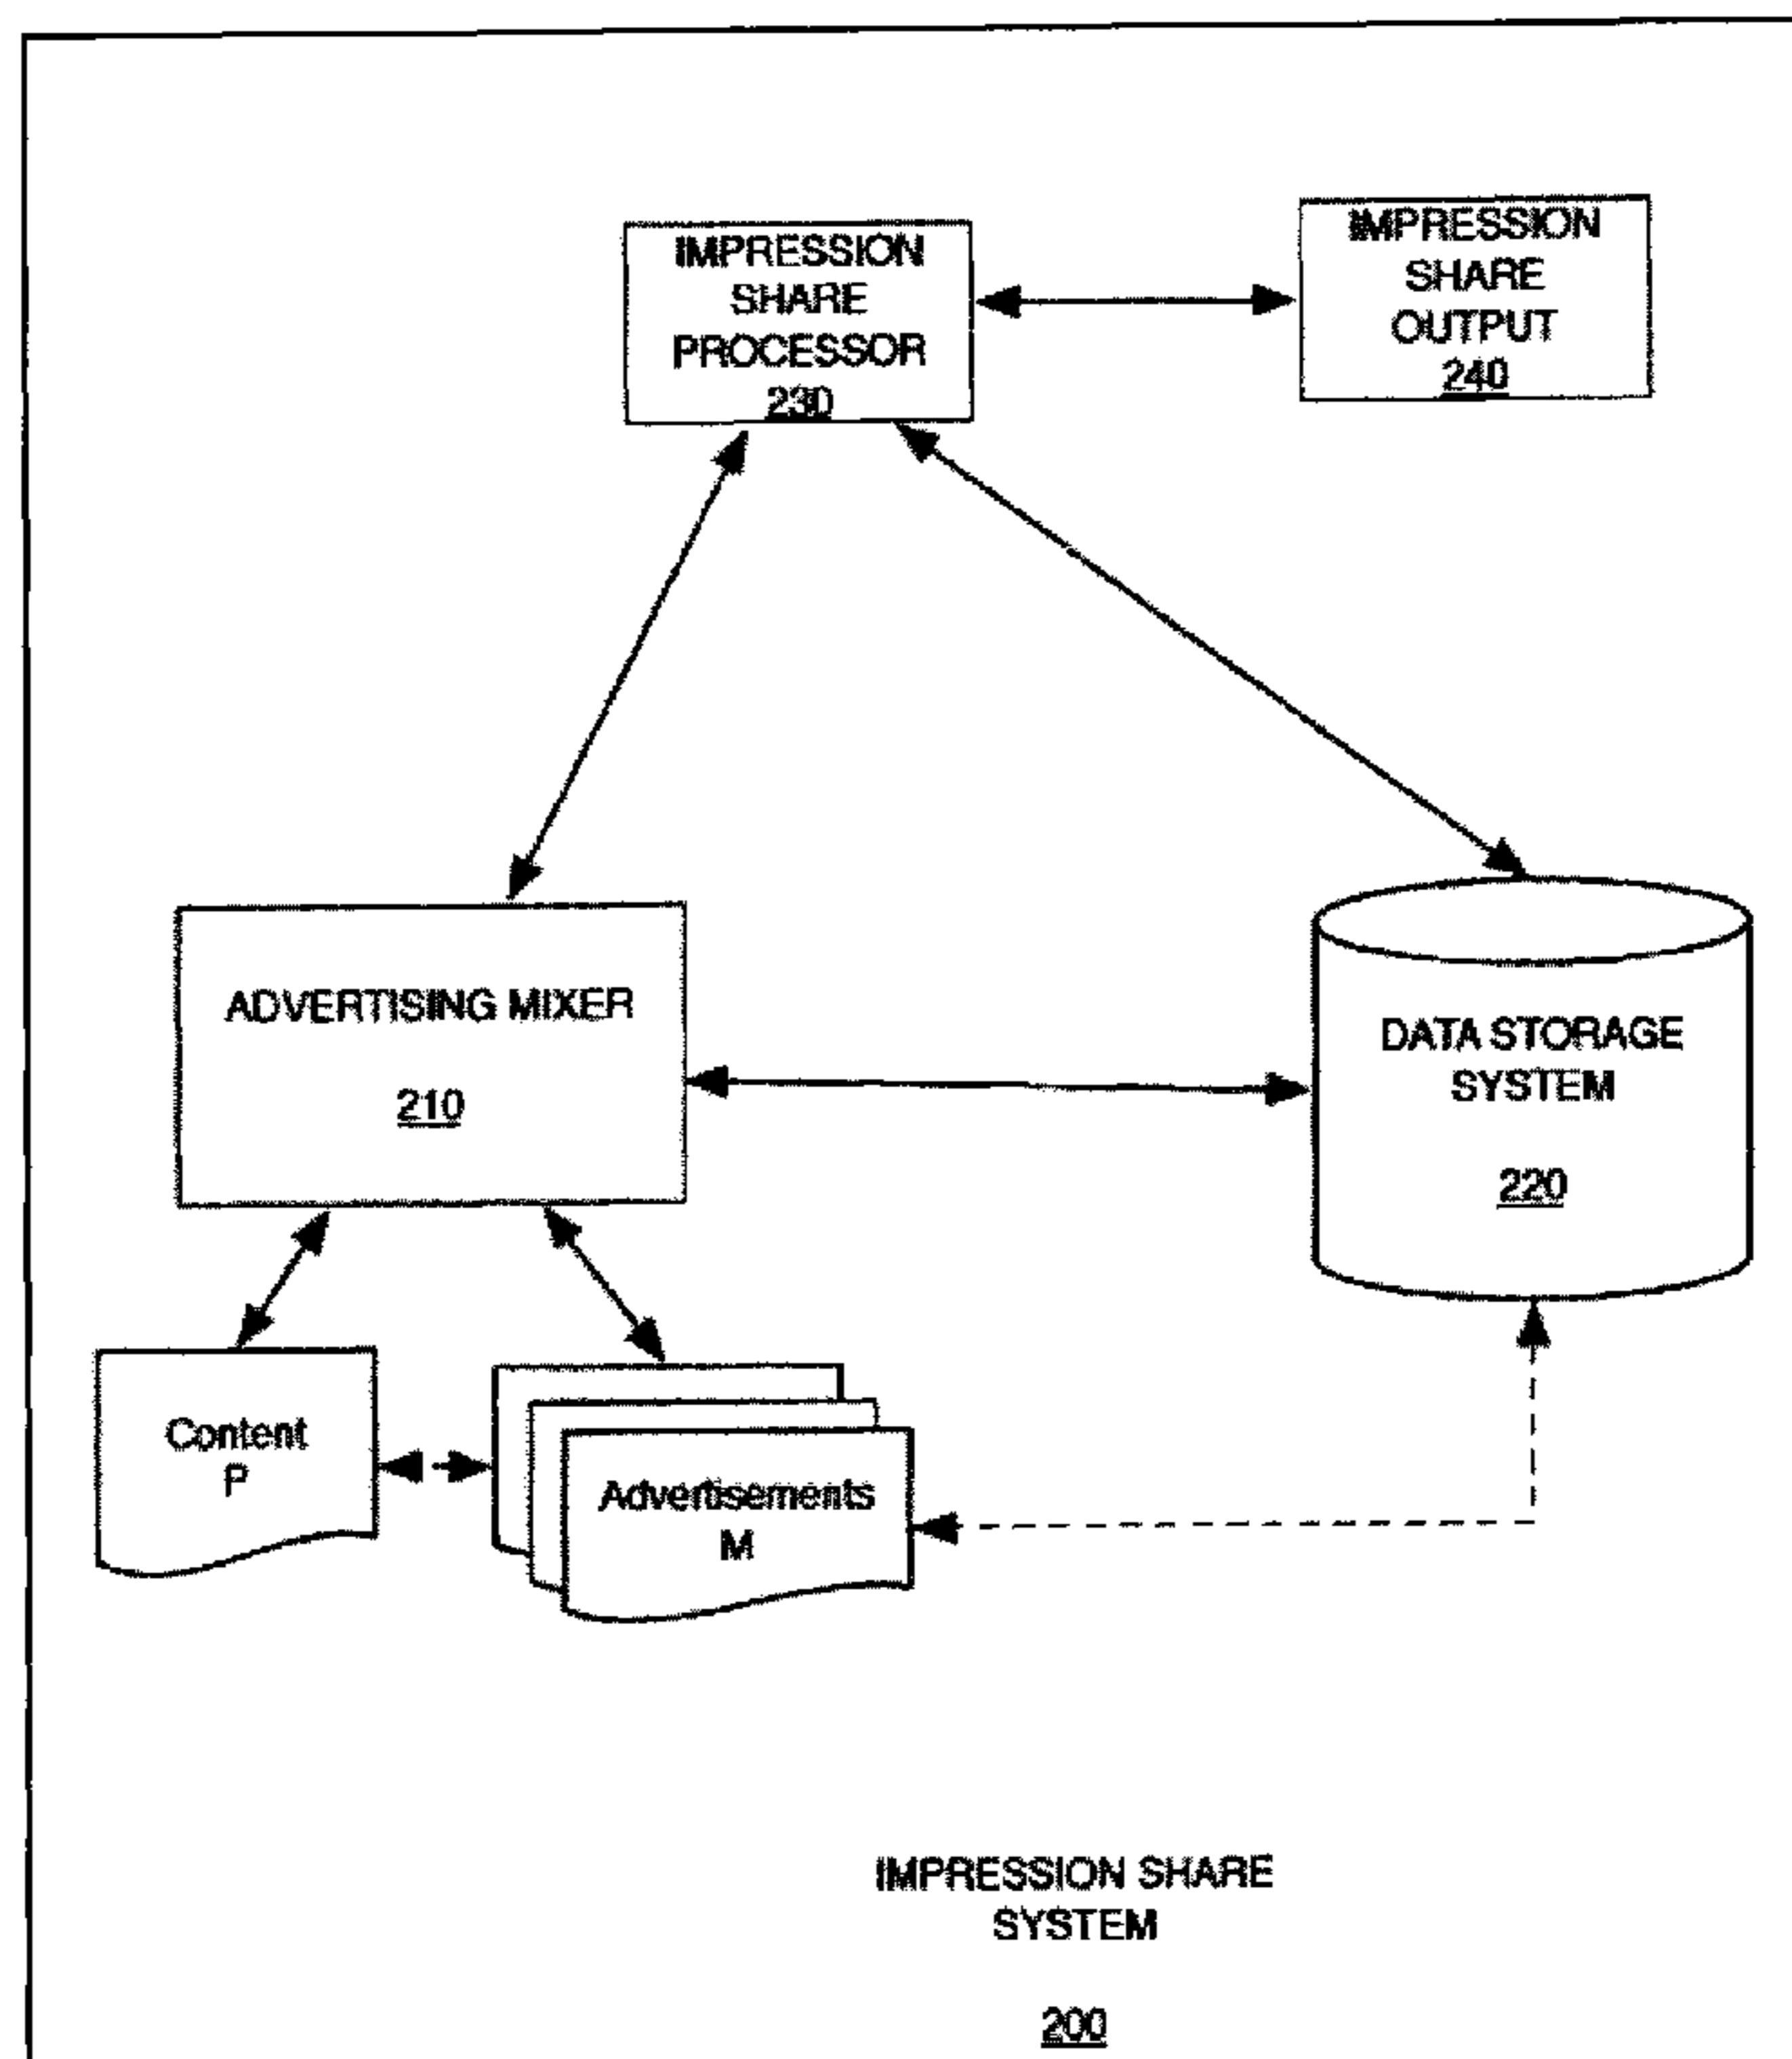 IMPRESSION
SHARE
PROCESSOR
230
IMPRESSION
SHARE
OUTPUT
240
ADVERTISING MIXER
210
DATA STORAGE
SYSTEM
220
Content
P
Advertisements
M
IMPRESSION SHARE
SYSTEM
200